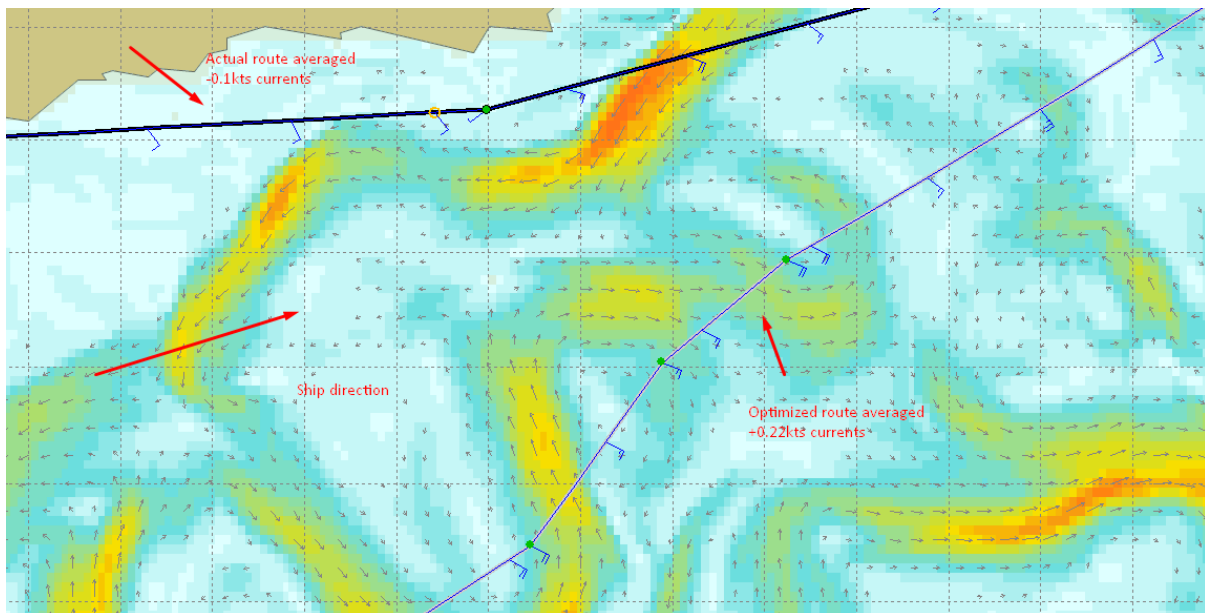 Actual route averaged
-0.1kts currents
Ship direction
Optimized route averaged
+0.22kts currents